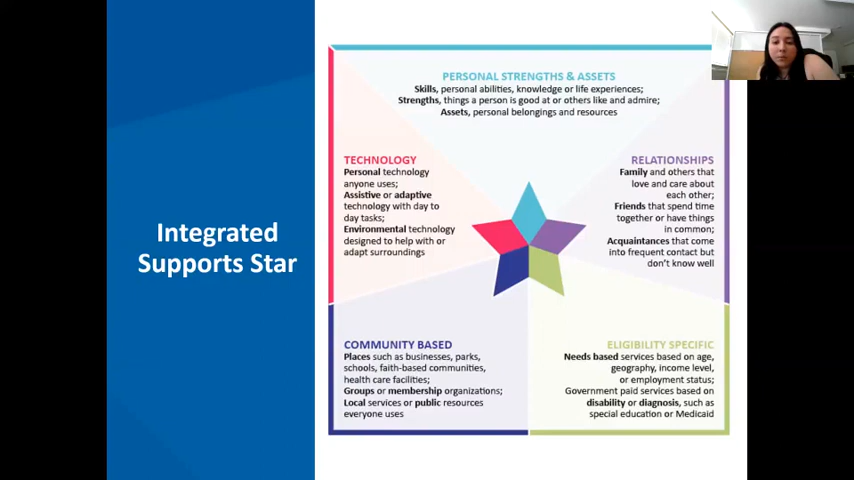 Integrated
Supports Star
PERSONAL STRENGTHS & ASSETS
Skills, personal abilities, knowledge or life experiences;
Strengths, things a person is good at or others like and admire;
Assets, personal belongings and resources
TECHNOLOGY
Personal technology
anyone uses;
Assistive or adaptive
technology with day to
day tasks;
Environmental technology
designed to help with or
adapt surroundings
RELATIONSHIPS
Family and others that
love and care about
each other;
Friends that spend time
together or have things
in common;
Acquaintances that come
into frequent contact but
don't know well
COMMUNITY BASED
Places such as businesses, parks,
schools, faith-based communities,
health care facilities;
Groups or membership organizations;
Local services or public resources
everyone uses
ELIGIBILITY SPECIFIC
Needs based services based on age,
geography, income level,
or employment status;
Government paid services based on
disability or diagnosis, such as
special education or Medicaid